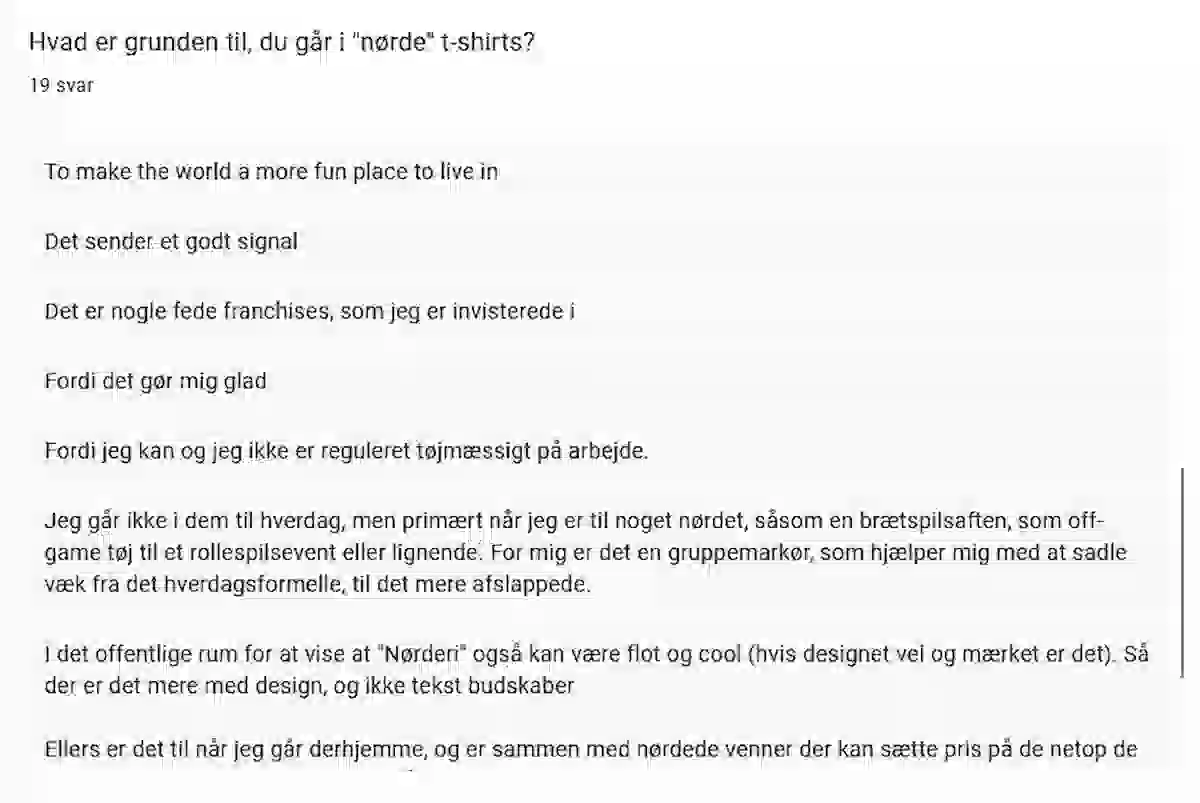 Hvad er grunden til, du går i "nørde" t-shirts?
19 svar
To make the world a more fun place to live in
Det sender et godt signal
Det er nogle fede franchises, som jeg er invisterede i
Fordi det gør mig glad
Fordi jeg kan og jeg ikke er reguleret tøjmæssigt på arbejde.
Jeg går ikke i dem til hverdag, men primært når jeg er til noget nørdet, såsom en brætspilsaften, som off-
game tøj til et rollespilsevent eller lignende. For mig er det en gruppemarkør, som hjælper mig med at sadle
væk fra det hverdagsformelle, til det mere afslappede.
I det offentlige rum for at vise at "Nørderi" også kan være flot og cool (hvis designet vel og mærket er det). Så
der er det mere med design, og ikke tekst budskaber
Ellers er det til når jeg går derhjemme, og er sammen med nørdede venner der kan sætte pris på de netop de